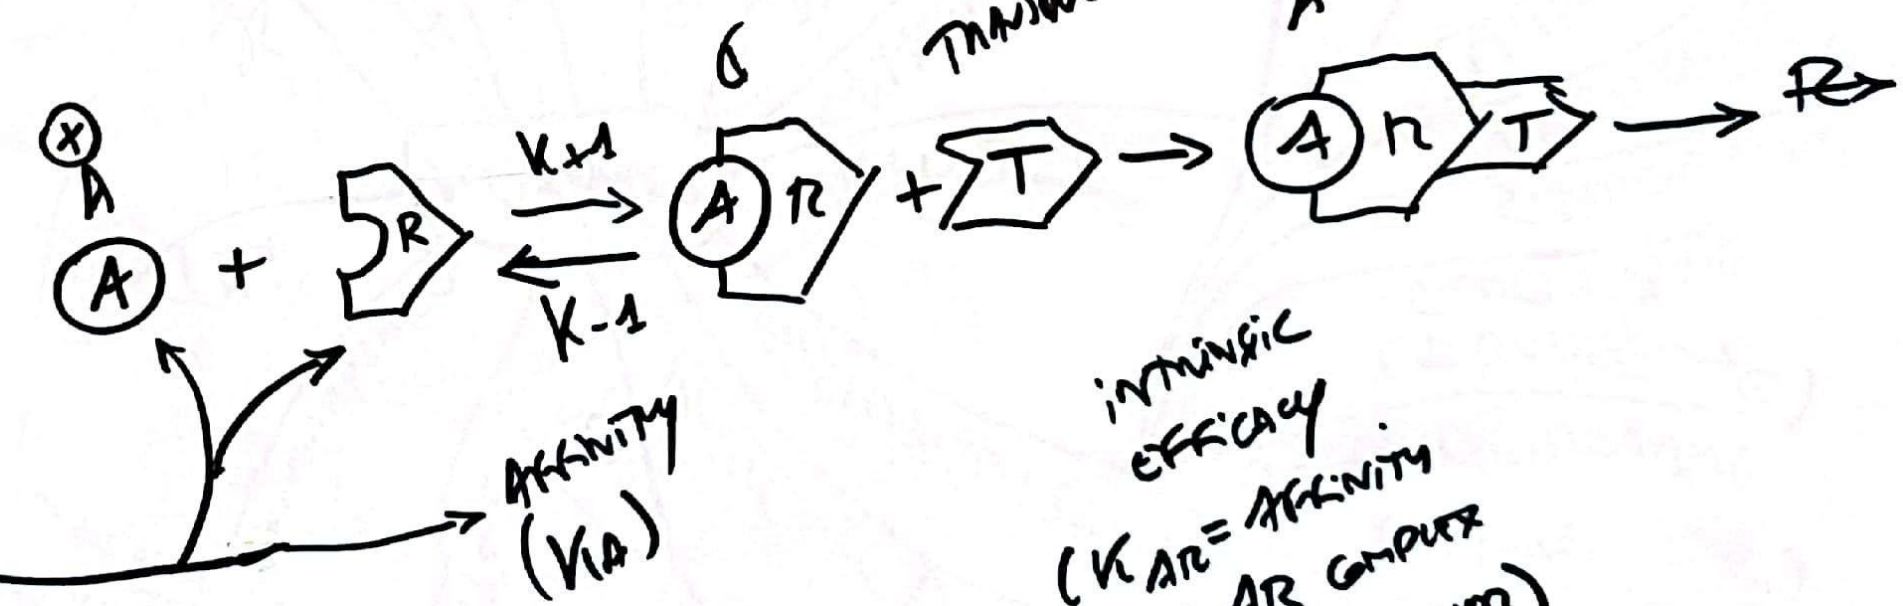 X
A + R
K+1
K-1
A R + T → A R T → R
AFFINITY
(KA)
INTRINSIC
EFFICACY
(KAR = AFFINITY
AR COMPLEX